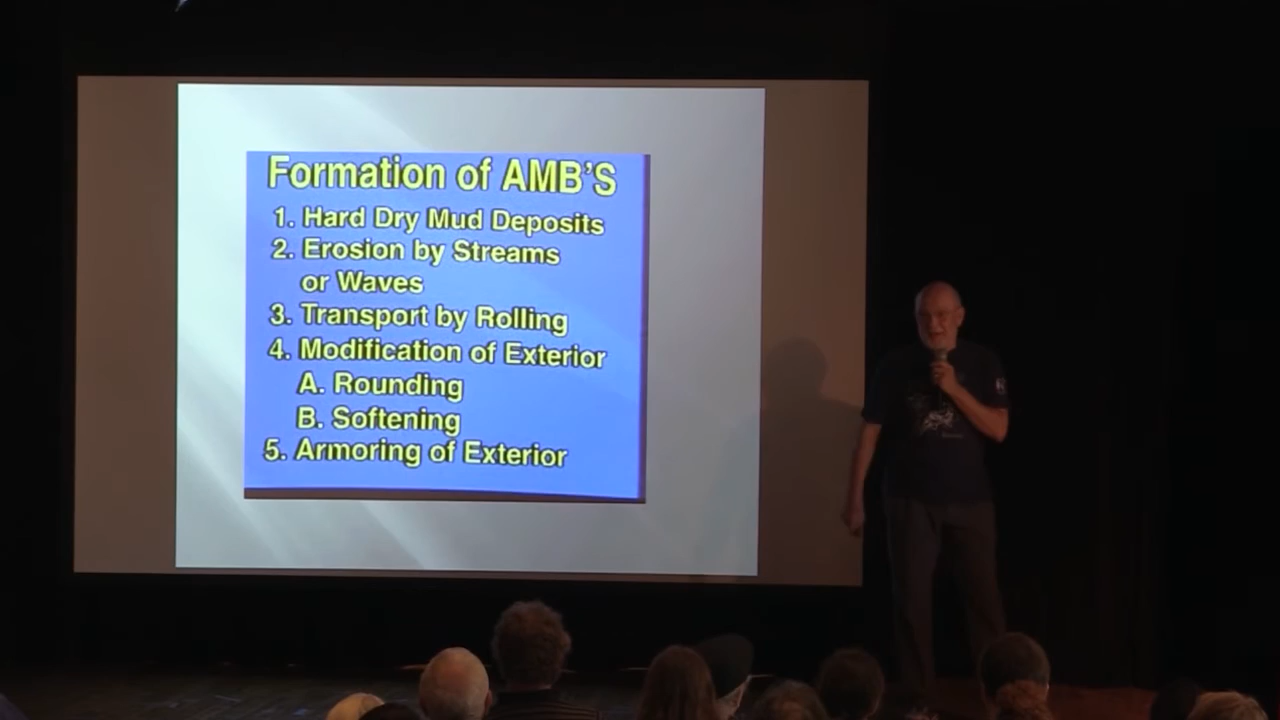 Formation of AMB'S
1. Hard Dry Mud Deposits
2. Erosion by Streams
or Waves
3. Transport by Rolling
4. Modification of Exterior
A. Rounding
B. Softening
5. Armoring of Exterior